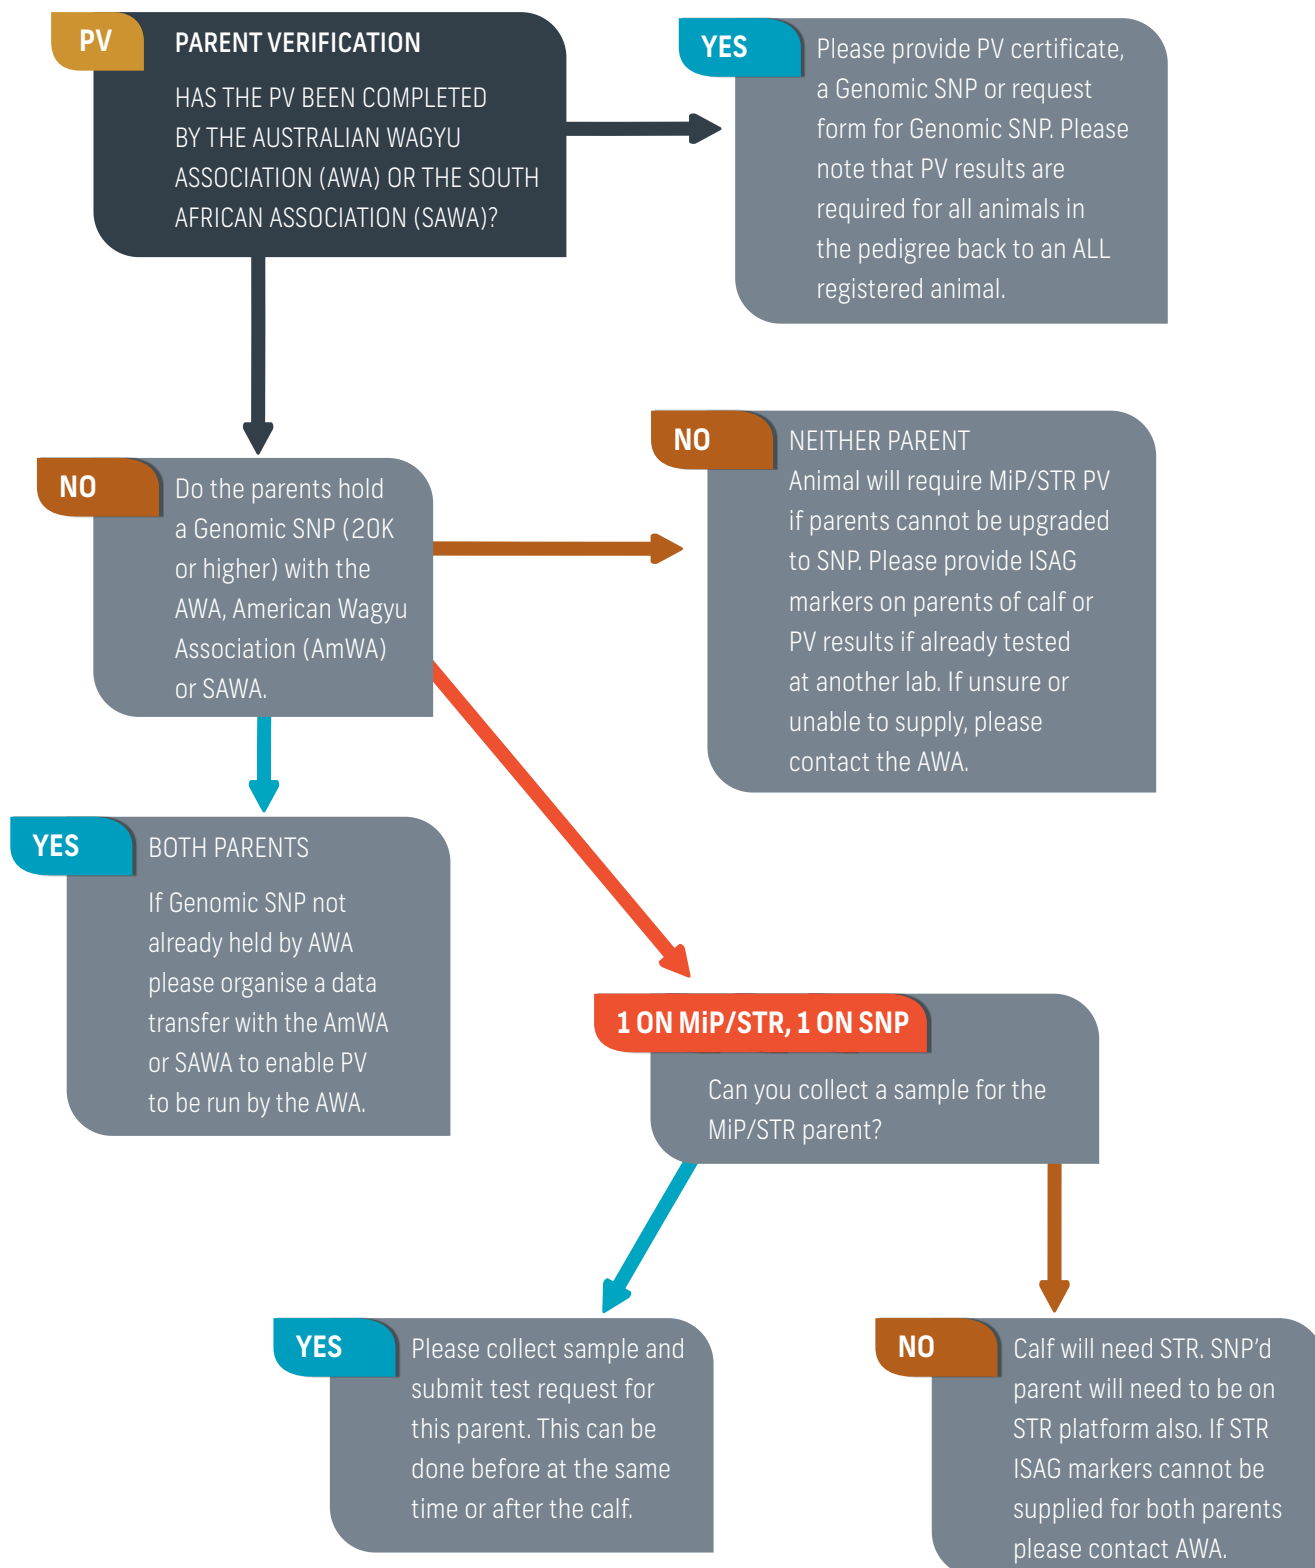 PV
PARENT VERIFICATION
HAS THE PV BEEN COMPLETED
BY THE AUSTRALIAN WAGYU
ASSOCIATION (AWA) OR THE SOUTH
AFRICAN ASSOCIATION (SAWA)?
YES
Please provide PV certificate,
a Genomic SNP or request
form for Genomic SNP. Please
note that PV results are
required for all animals in
the pedigree back to an ALL
registered animal.
NO
Do the parents hold
a Genomic SNP (20K
or higher) with the
AWA, American Wagyu
Association (AmWA)
or SAWA.
NO
NEITHER PARENT
Animal will require MiP/STR PV
if parents cannot be upgraded
to SNP. Please provide ISAG
markers on parents of calf or
PV results if already tested
at another lab. If unsure or
unable to supply, please
contact the AWA.
YES
BOTH PARENTS
If Genomic SNP not
already held by AWA
please organise a data
transfer with the AmWA
or SAWA to enable PV
to be run by the AWA.
1 ON MiP/STR, 1 ON SNP
Can you collect a sample for the
MiP/STR parent?
YES
Please collect sample and
submit test request for
this parent. This can be
done before at the same
time or after the calf.
NO
Calf will need STR. SNP’d
parent will need to be on
STR platform also. If STR
ISAG markers cannot be
supplied for both parents
please contact AWA.